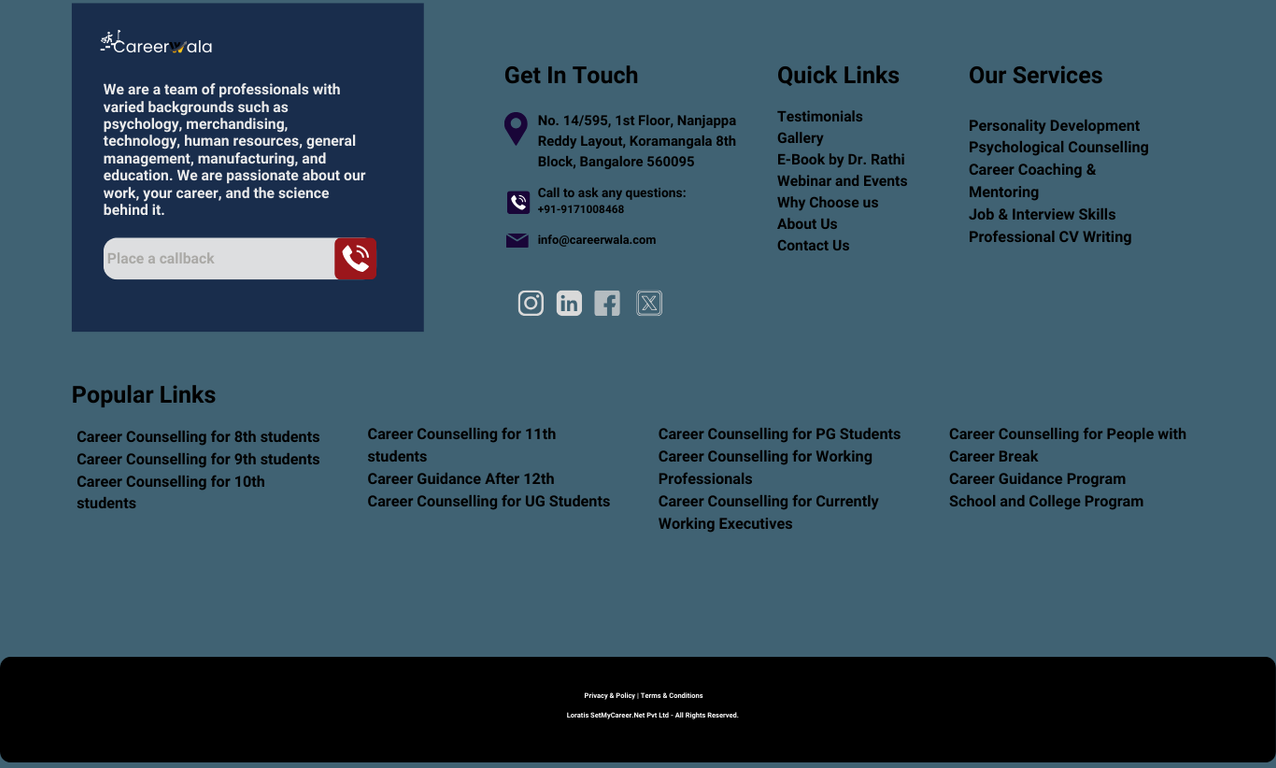 Careerwala
We are a team of professionals with
varied backgrounds such as
psychology, merchandising,
technology, human resources, general
management, manufacturing, and
education. We are passionate about our
work, your career, and the science
behind it.
Place a callback
Get In Touch
No. 14/595, 1st Floor, Nanjappa
Reddy Layout, Koramangala 8th
Block, Bangalore 560095
Call to ask any questions:
+91-9171008468
info@careerwala.com
in
f
X
Quick Links
Testimonials
Gallery
E-Book by Dr. Rathi
Webinar and Events
Why Choose us
About Us
Contact Us
Our Services
Personality Development
Psychological Counselling
Career Coaching &
Mentoring
Job & Interview Skills
Professional CV Writing
Popular Links
Career Counselling for 8th students
Career Counselling for 9th students
Career Counselling for 10th
students
Career Counselling for 11th
students
Career Guidance After 12th
Career Counselling for UG Students
Career Counselling for PG Students
Career Counselling for Working
Professionals
Career Counselling for Currently
Working Executives
Career Counselling for People with
Career Break
Career Guidance Program
School and College Program
Privacy & Policy | Terms & Conditions
Loratis SetMyCareer.Net Pvt Ltd - All Rights Reserved.